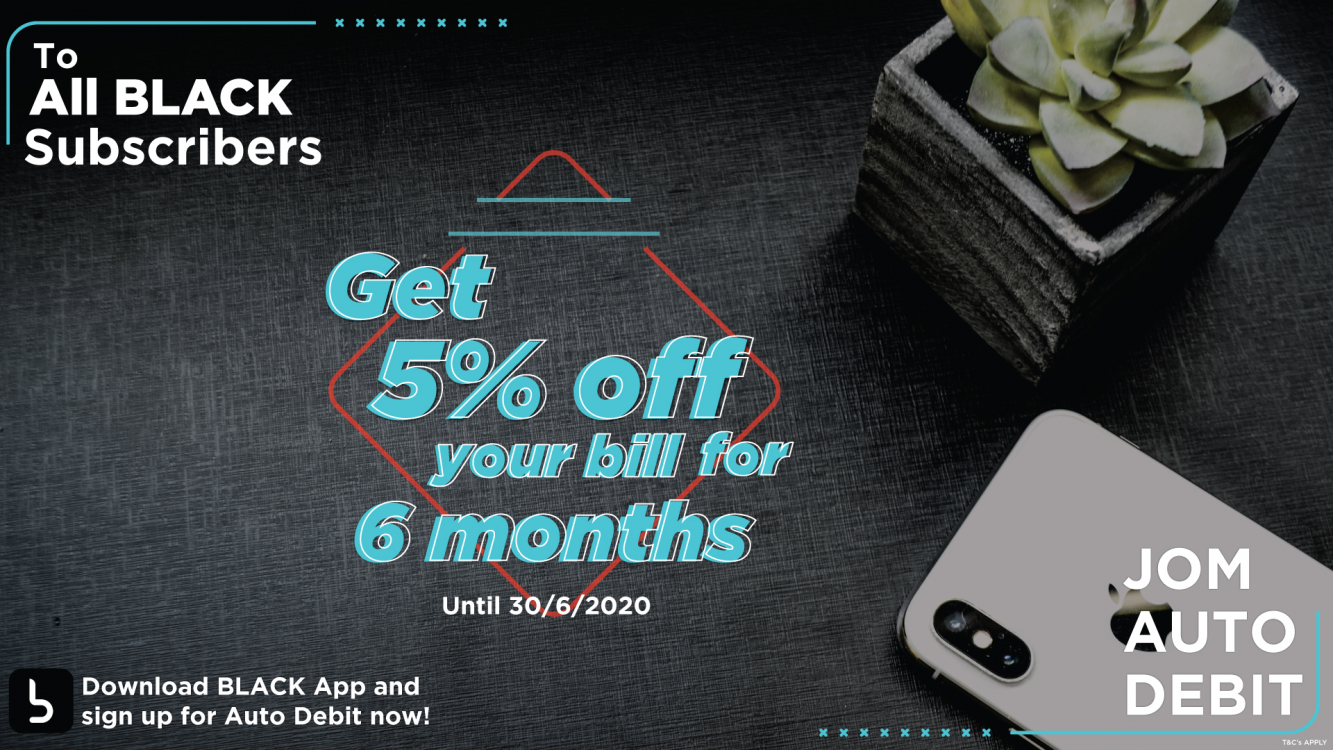 To
All BLACK
Subscribers
Get
5% off
your bill for
6 months
Until 30/6/2020
Download BLACK App and
sign up for Auto Debit now!
JOM
AUTO
DEBIT
T&C's APPLY